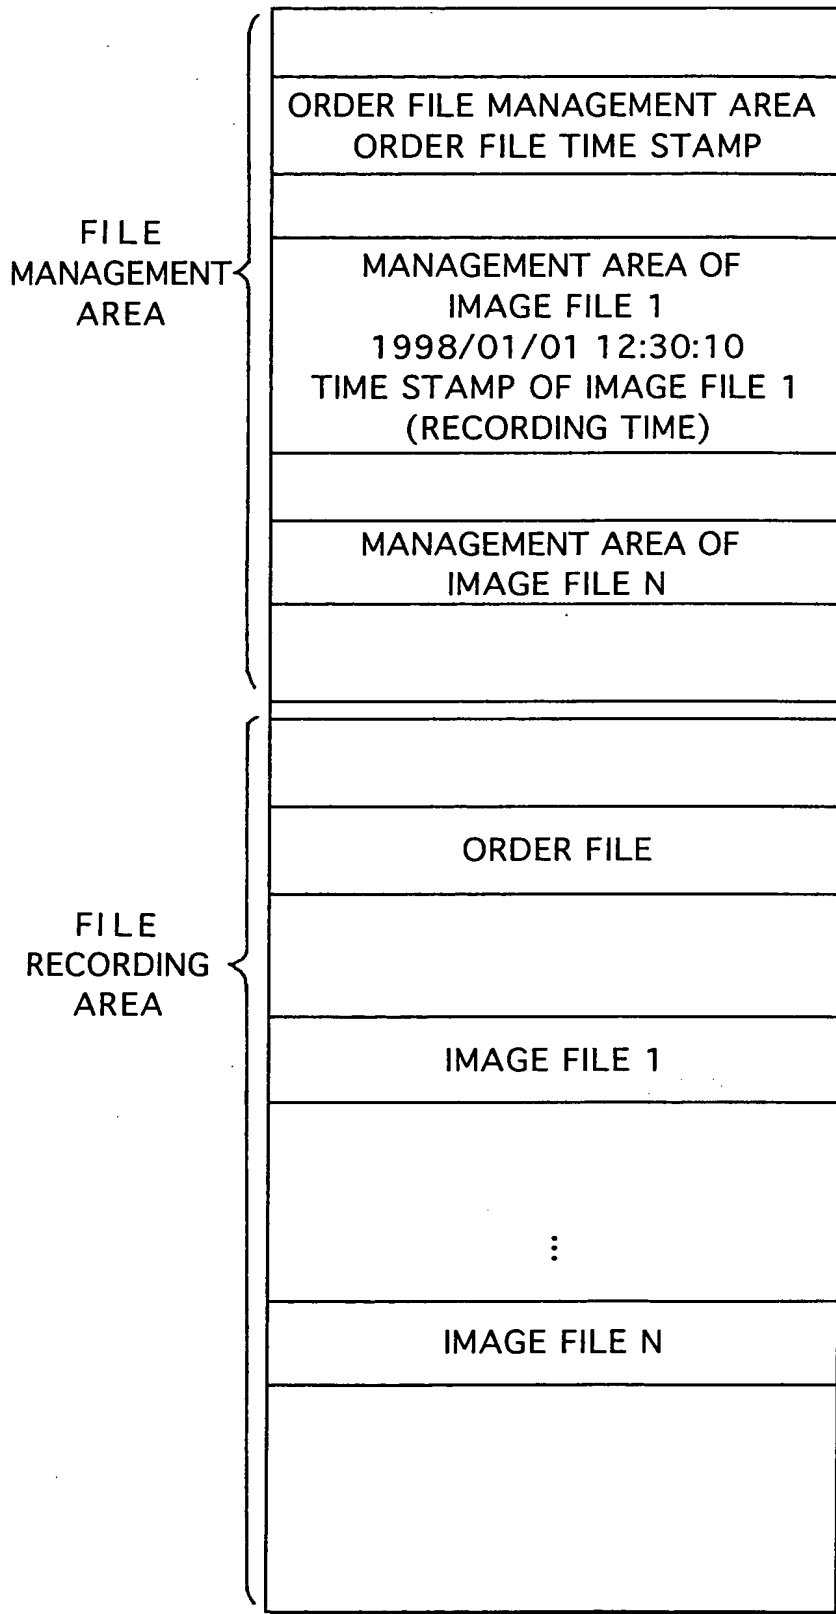 ORDER FILE MANAGEMENT AREA
ORDER FILE TIME STAMP
FILE
MANAGEMENT
AREA
MANAGEMENT AREA OF
IMAGE FILE 1
1998/01/01 12:30:10
TIME STAMP OF IMAGE FILE 1
(RECORDING TIME)
MANAGEMENT AREA OF
IMAGE FILE N
ORDER FILE
FILE
RECORDING
AREA
IMAGE FILE 1
⋮
IMAGE FILE N